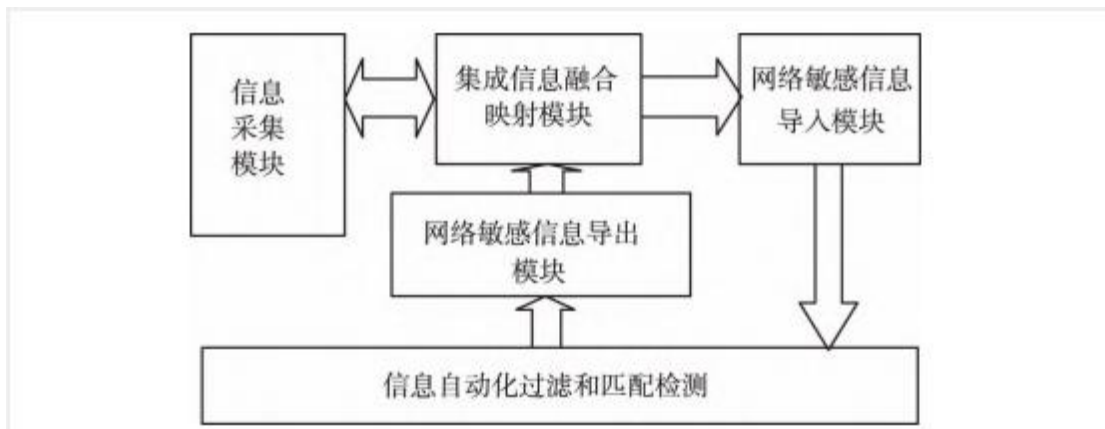 信息
采集
模块
集成信息融合
映射模块
网络敏感信息
导入模块
网络敏感信息导出
模块
信息自动化过滤和匹配检测